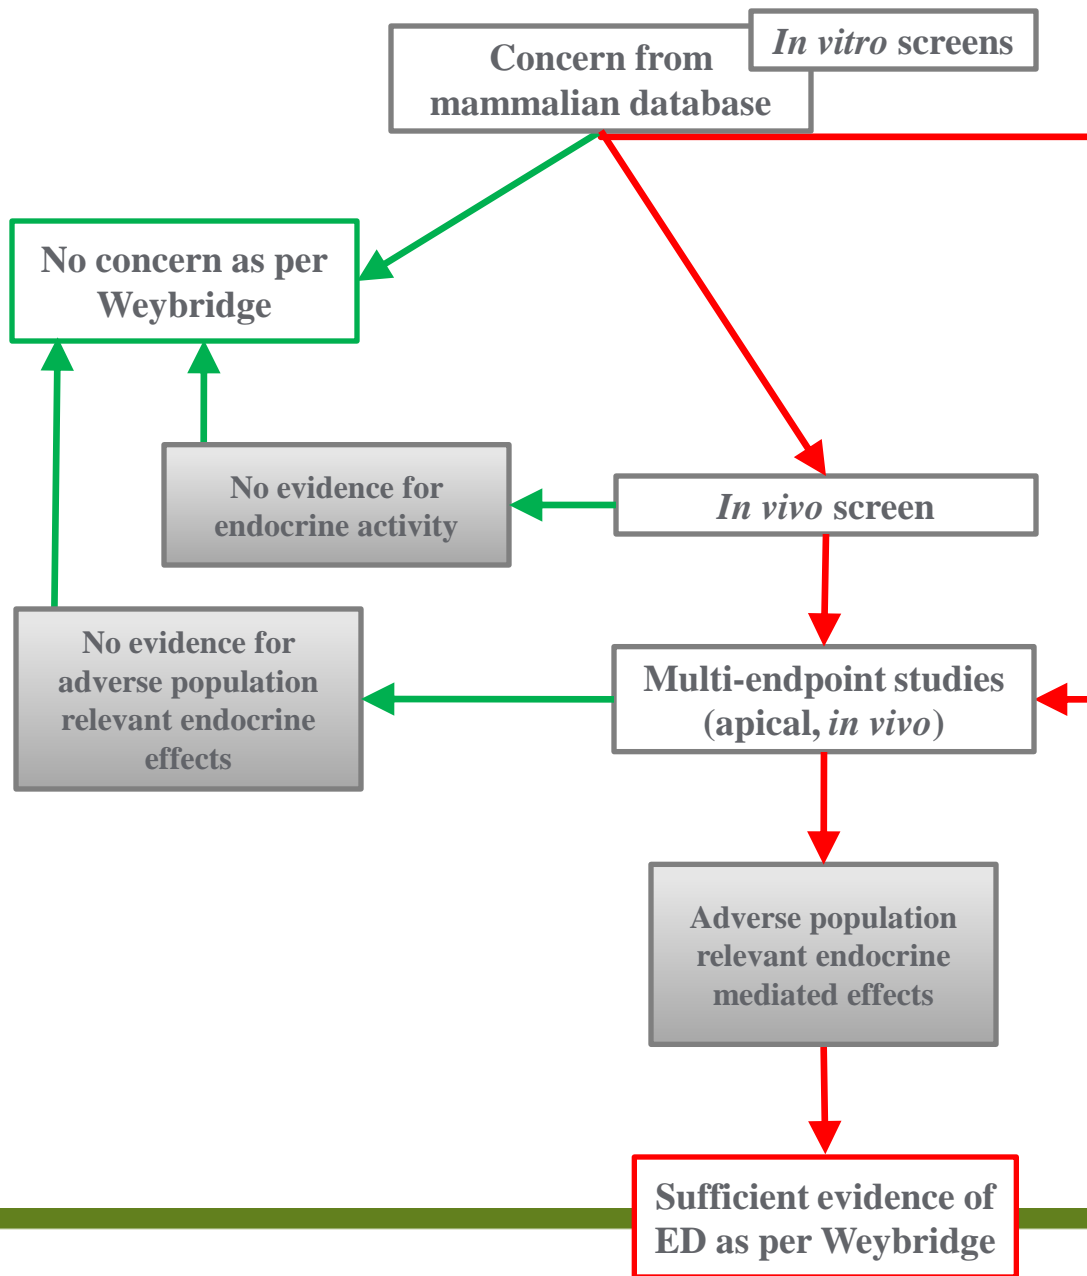 In vitro screens
Concern from
mammalian database
No concern as per
Weybridge
No evidence for
endocrine activity
In vivo screen
No evidence for
adverse population
relevant endocrine
effects
Multi-endpoint studies
(apical, in vivo)
Adverse population
relevant endocrine
mediated effects
Sufficient evidence of
ED as per Weybridge